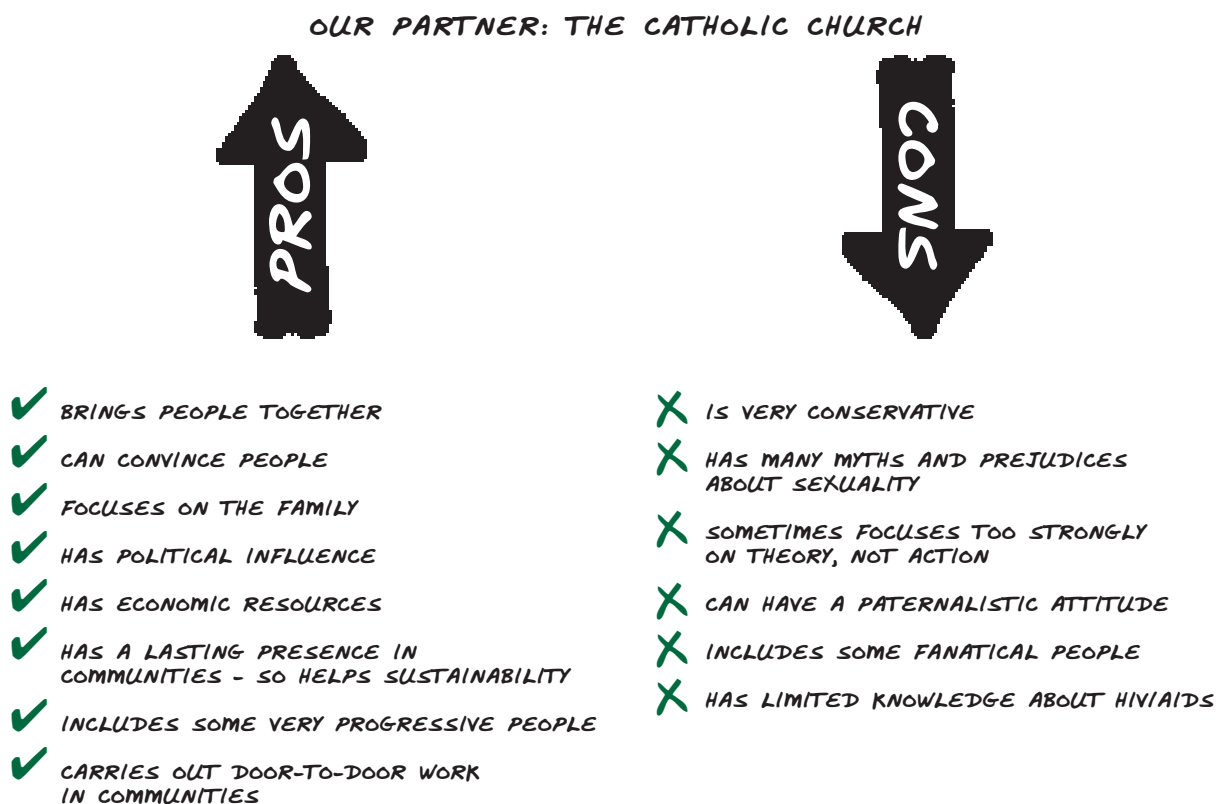 OUR PARTNER: THE CATHOLIC CHURCH
PROS
BRINGS PEOPLE TOGETHER
CAN CONVINCE PEOPLE
FOCUSES ON THE FAMILY
HAS POLITICAL INFLUENCE
HAS ECONOMIC RESOURCES
HAS A LASTING PRESENCE IN
COMMUNITIES - SO HELPS SUSTAINABILITY
INCLUDES SOME VERY PROGRESSIVE PEOPLE
CARRIES OUT DOOR-TO-DOOR WORK
IN COMMUNITIES
CONS
IS VERY CONSERVATIVE
HAS MANY MYTHS AND PREJUDICES
ABOUT SEXUALITY
SOMETIMES FOCUSES TOO STRONGLY
ON THEORY, NOT ACTION
CAN HAVE A PATERNALISTIC ATTITUDE
INCLUDES SOME FANATICAL PEOPLE
HAS LIMITED KNOWLEDGE ABOUT HIV/AIDS